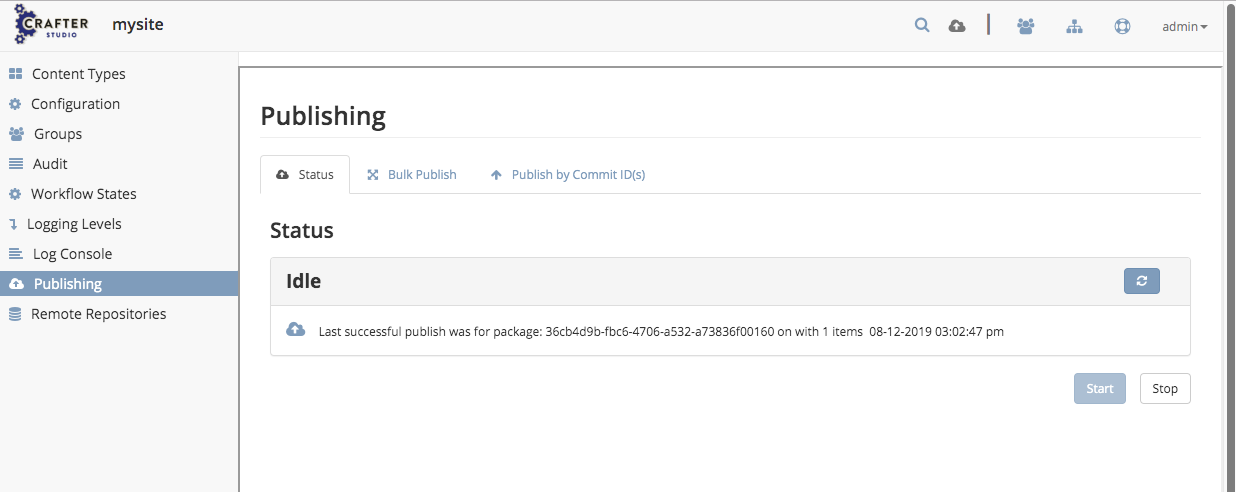 CRAFTER
STUDIO
mysite
admin
Content Types
Configuration
Groups
Audit
Workflow States
Logging Levels
Log Console
Publishing
Remote Repositories
Publishing
Status Bulk Publish Publish by Commit ID(s)
Status
Idle
Last successful publish was for package: 36cb4d9b-fbc6-4706-a532-a73836f00160 on with 1 items 08-12-2019 03:02:47 pm
Start Stop